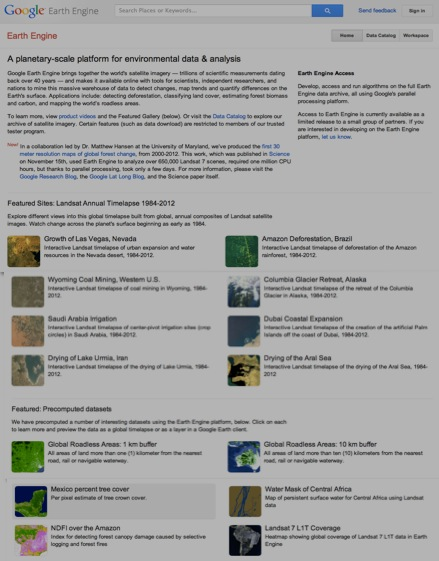 Google Earth Engine
Search Places or Keywords...
Send feedback
Sign in
Earth Engine
Home Data Catalog Workspace
A planetary-scale platform for environmental data & analysis
Google Earth Engine brings together the world's satellite imagery — trillions of scientific measurements dating
back over 40 years — and makes it available online with tools for scientists, independent researchers, and
nations to mine this massive warehouse of data to detect changes, map trends and quantify differences on the
Earth's surface. Applications include: detecting deforestation, classifying land cover, estimating forest biomass
and carbon, and mapping the world's roadless areas.
To learn more, view product videos and the Featured Gallery (below). Or visit the Data Catalog to explore our
archive of satellite imagery. Certain features (such as data download) are restricted to members of our trusted
tester program.
New! In a collaboration led by Dr. Matthew Hansen at the University of Maryland, we've produced the first 30
meter resolution maps of global forest change, from 2000-2012. This work, which was published in Science
on November 15th, used Earth Engine to analyze over 650,000 Landsat 7 scenes, required one million CPU
hours, but thanks to parallel processing, took only a few days. For more information, please visit the
Google Research Blog, the Google Lat Long Blog, and the Science paper itself.
Earth Engine Access
Develop, access and run algorithms on the full Earth
Engine data archive, all using Google's parallel
processing platform.
Access to Earth Engine is currently available as a
limited release to a small group of partners. If you
are interested in developing on the Earth Engine
platform, let us know.
Featured Sites: Landsat Annual Timelapse 1984-2012
Explore different views into this global timelapse built from global, annual composites of Landsat satellite
images. Watch change across the planet's surface beginning as early as 1984.
Growth of Las Vegas, Nevada
Interactive Landsat timelapse of urban expansion and water
resources in the Nevada desert, 1984-2012.
Amazon Deforestation, Brazil
Interactive Landsat timelapse of deforestation of the Amazon
rainforest, 1984-2012.
Wyoming Coal Mining, Western U.S.
Interactive Landsat timelapse of coal mining in Wyoming, 1984-
2012.
Columbia Glacier Retreat, Alaska
Interactive Landsat timelapse of the retreat of the Columbia
Glacier in Alaska, 1984-2012.
Saudi Arabia Irrigation
Interactive Landsat timelapse of center-pivot irrigation sites (crop
circles) in Saudi Arabia, 1984-2012.
Dubai Coastal Expansion
Interactive Landsat timelapse of the creation of the artificial Palm
Islands off the coast of Dubai, 1984-2012.
Drying of Lake Urmia, Iran
Interactive Landsat timelapse of the drying of Lake Urmia, 1984-
2012.
Drying of the Aral Sea
Interactive Landsat timelapse of the drying of the Aral Sea, 1984-
2012.
Featured: Precomputed datasets
We have precomputed a number of interesting datasets using the Earth Engine platform, below. Click on each
to learn more and preview the data as a global timelapse or as a layer in a Google Earth client.
Global Roadless Areas: 1 km buffer
All areas of land more than one (1) kilometer from the nearest
road, rail or navigable waterway.
Global Roadless Areas: 10 km buffer
All areas of land more than ten (10) kilometers from the nearest
road, rail or navigable waterway.
Mexico percent tree cover
Per pixel estimate of tree crown cover.
Water Mask of Central Africa
Map of persistent surface water for Central Africa using Landsat
data
NDFI over the Amazon
Index for detecting forest canopy damage caused by selective
logging and forest fires
Landsat 7 L1T Coverage
Heatmap showing global coverage of Landsat 7 L1T data in Earth
Engine